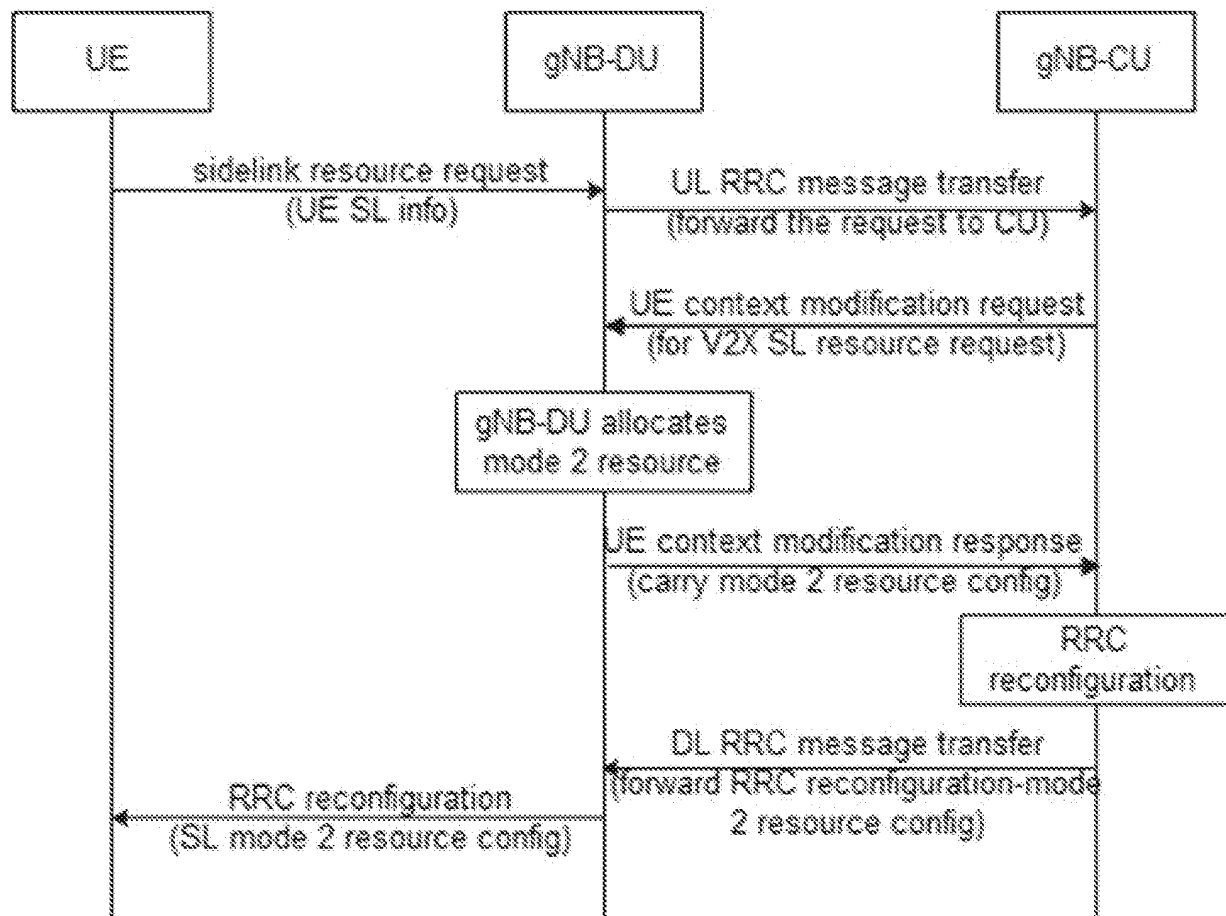 UE
gNB-DU
gNB-CU
sidelink resource request
(UE SL info)
UL RRC message transfer
(forward the request to CU)
UE context modification request
(for V2X SL resource request)
gNB-DU allocates
mode 2 resource
UE context modification response
(carry mode 2 resource config)
RRC
reconfiguration
DL RRC message transfer
(forward RRC reconfiguration-mode
2 resource config)
RRC reconfiguration
(SL mode 2 resource config)